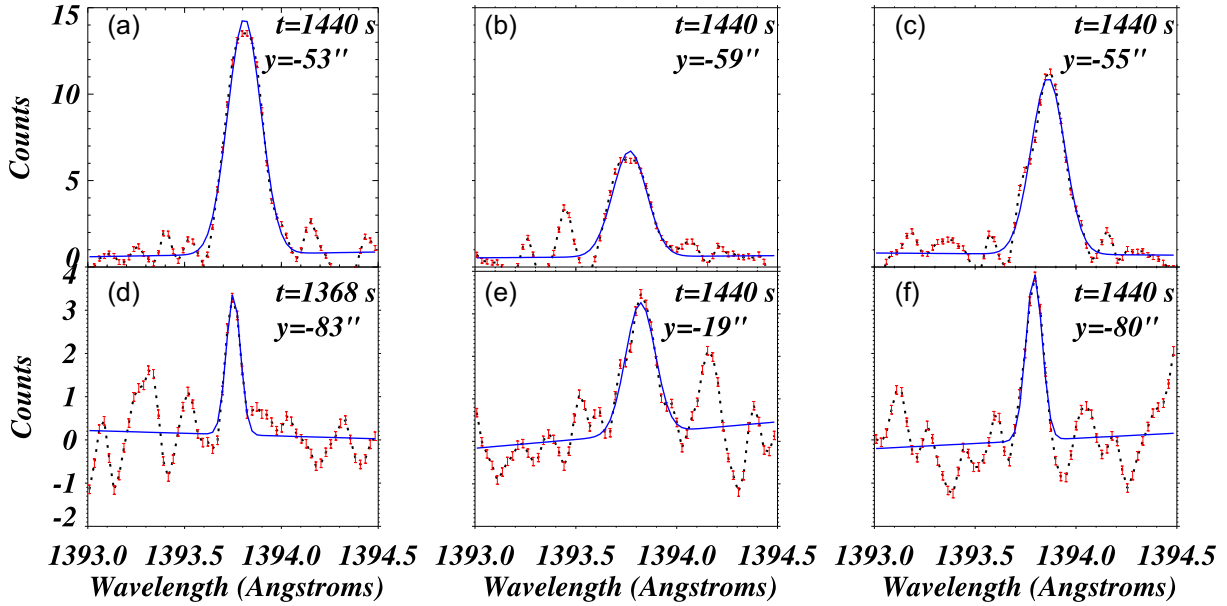 (a) t=1440 s
y=-53"
(b) t=1440 s
y=-59"
(c) t=1440 s
y=-55"
15
10
5
0
Counts
(d) t=1368 s
y=-83"
(e) t=1440 s
y=-19"
(f) t=1440 s
y=-80"
4
3
2
1
0
-1
-2
Counts
1393.0 1393.5 1394.0 1394.5
Wavelength (Angstroms)
1393.0 1393.5 1394.0 1394.5
Wavelength (Angstroms)
1393.0 1393.5 1394.0 1394.5
Wavelength (Angstroms)